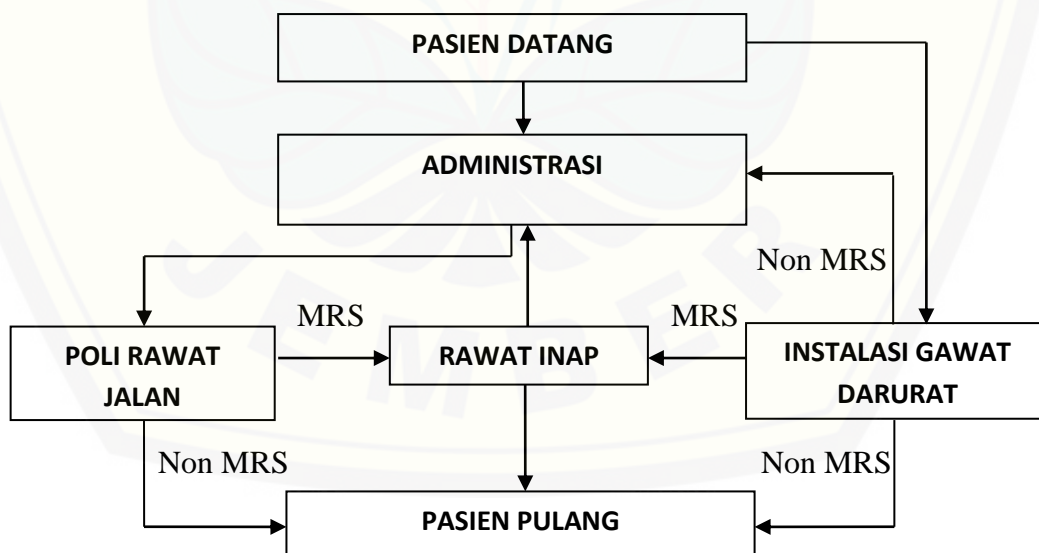 PASIEN DATANG
ADMINISTRASI
Non MRS
MRS
MRS
POLI RAWAT
JALAN
RAWAT INAP
INSTALASI GAWAT
DARURAT
Non MRS
Non MRS
PASIEN PULANG
JEMBER